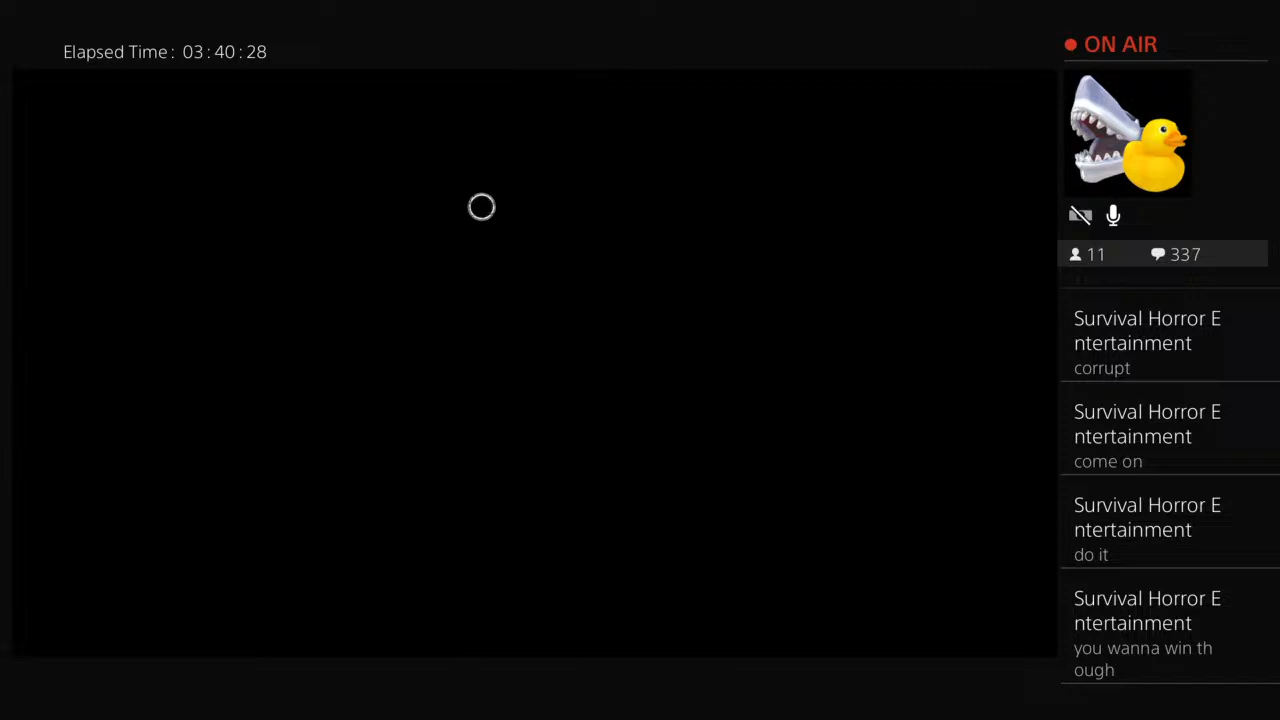 Elapsed Time: 03:40:28
ON AIR
11 337
Survival Horror E
ntertainment
corrupt
Survival Horror E
ntertainment
come on
Survival Horror E
ntertainment
do it
Survival Horror E
ntertainment
you wanna win th
ough